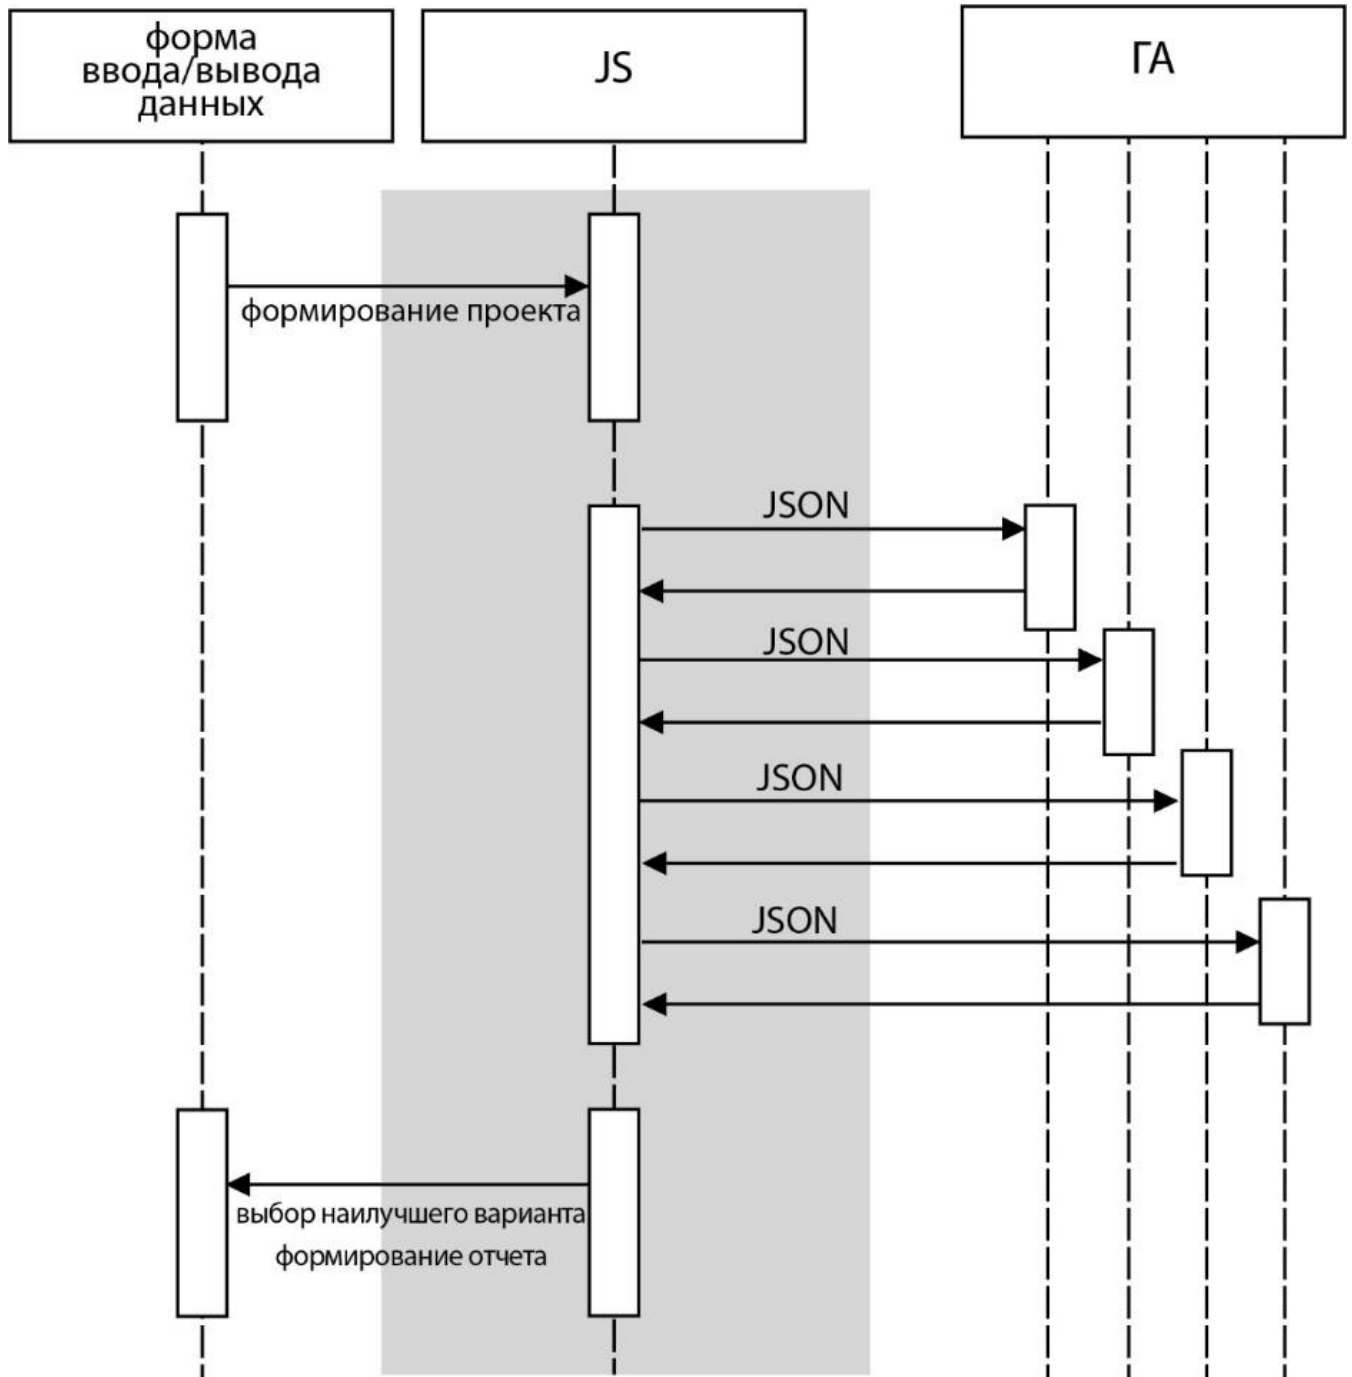 форма
ввода/вывода
данных
JS
ГА
формирование проекта
JSON
JSON
JSON
JSON
выбор наилучшего варианта
формирование отчета